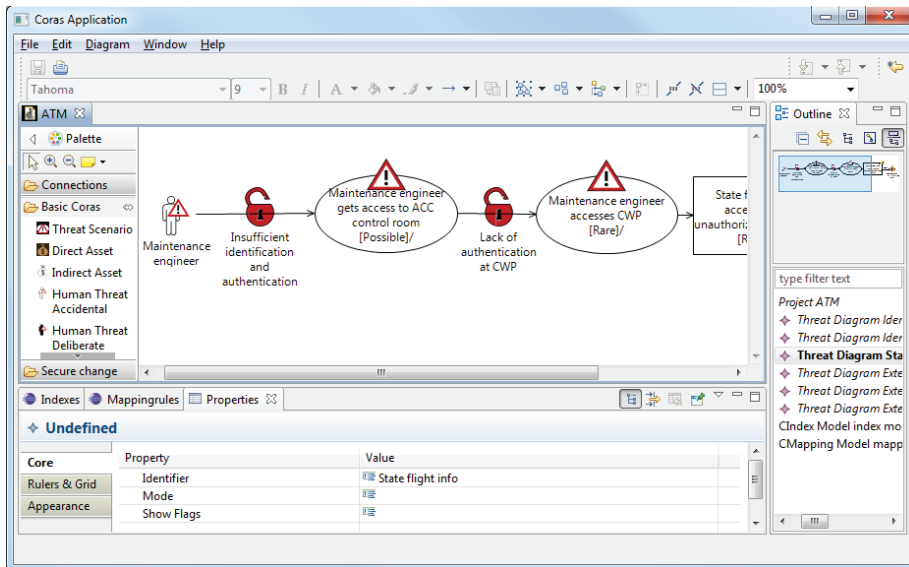 Coras Application
File Edit Diagram Window Help
Tahoma 9 B I A 100%
ATM
Palette
Connections
Basic Coras
Threat Scenario
Direct Asset
Indirect Asset
Human Threat
Accidental
Human Threat
Deliberate
Secure change
Maintenance
engineer
Insufficient
identification
and
authentication
Maintenance engineer
gets access to ACC
control room
[Possible]/
Lack of
authentication
at CWP
Maintenance engineer
accesses CWP
[Rare]/
State f
acce
unauthoriz
[R
Outline
type filter text
Project ATM
Threat Diagram Ider
Threat Diagram Ider
Threat Diagram Sta
Threat Diagram Exte
Threat Diagram Exte
Threat Diagram Exte
CIndex Model index mo
CMapping Model mapp
Indexes Mappingrules Properties
Undefined
Core
Rulers & Grid
Appearance
Property Value
Identifier State flight info
Mode
Show Flags